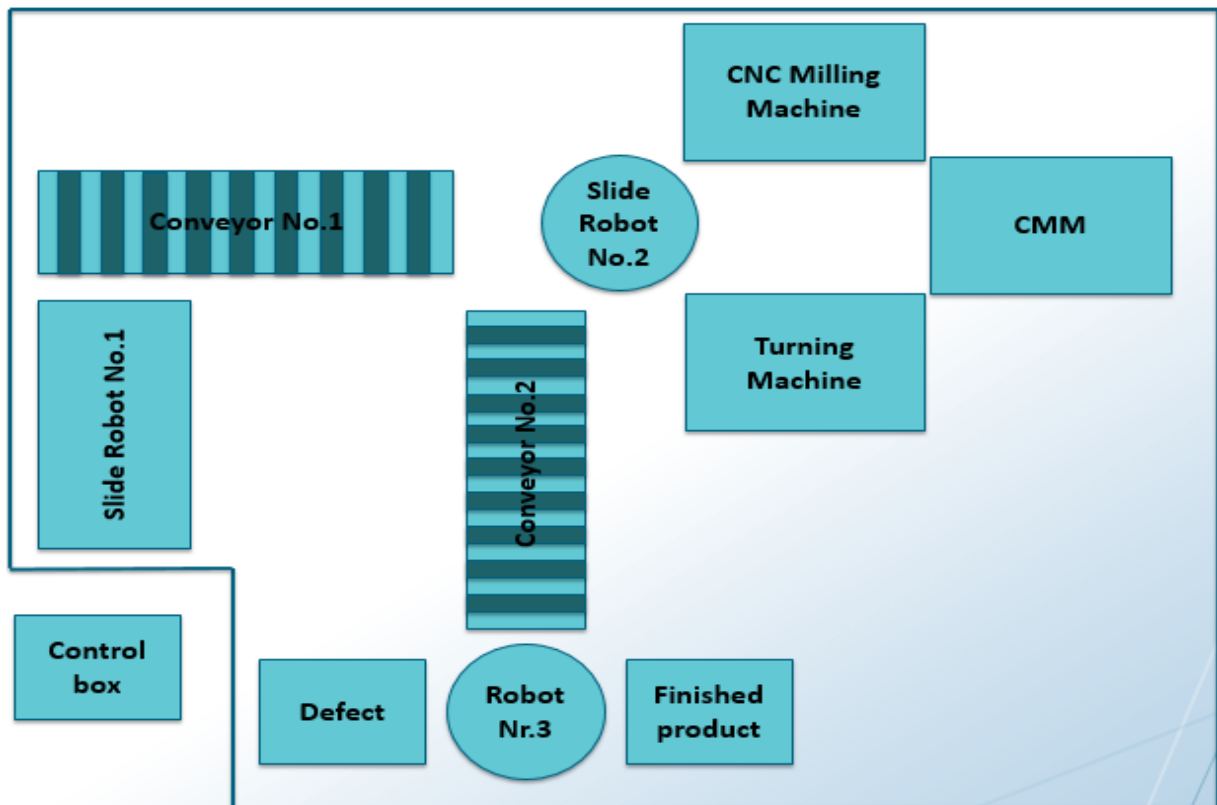 CNC Milling
Machine
Slide
Robot
No.2
Conveyor No.1
CMM
Slide Robot No.1
Conveyor No.2
Turning
Machine
Control
box
Defect
Robot
Nr.3
Finished
product